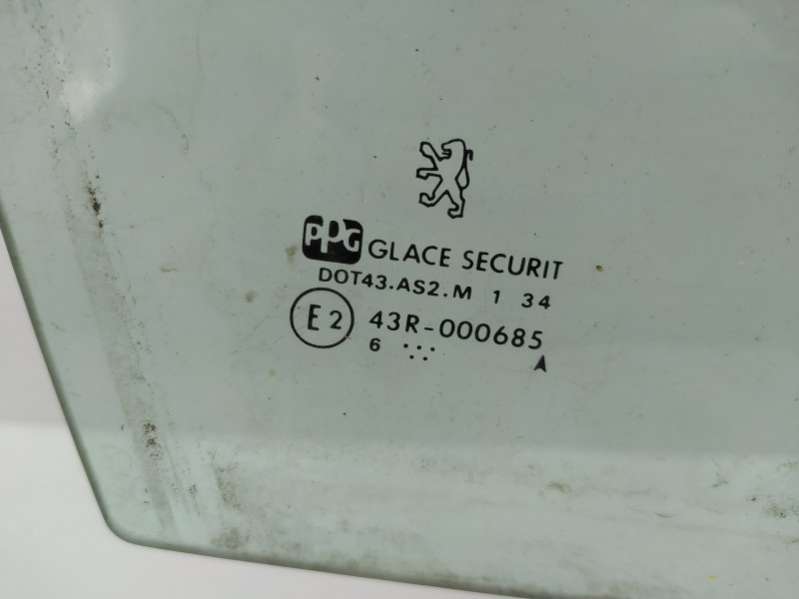 PPG GLACE SECURIT
DOT43.AS2.M 1 34
E2 43R-000685
6 A